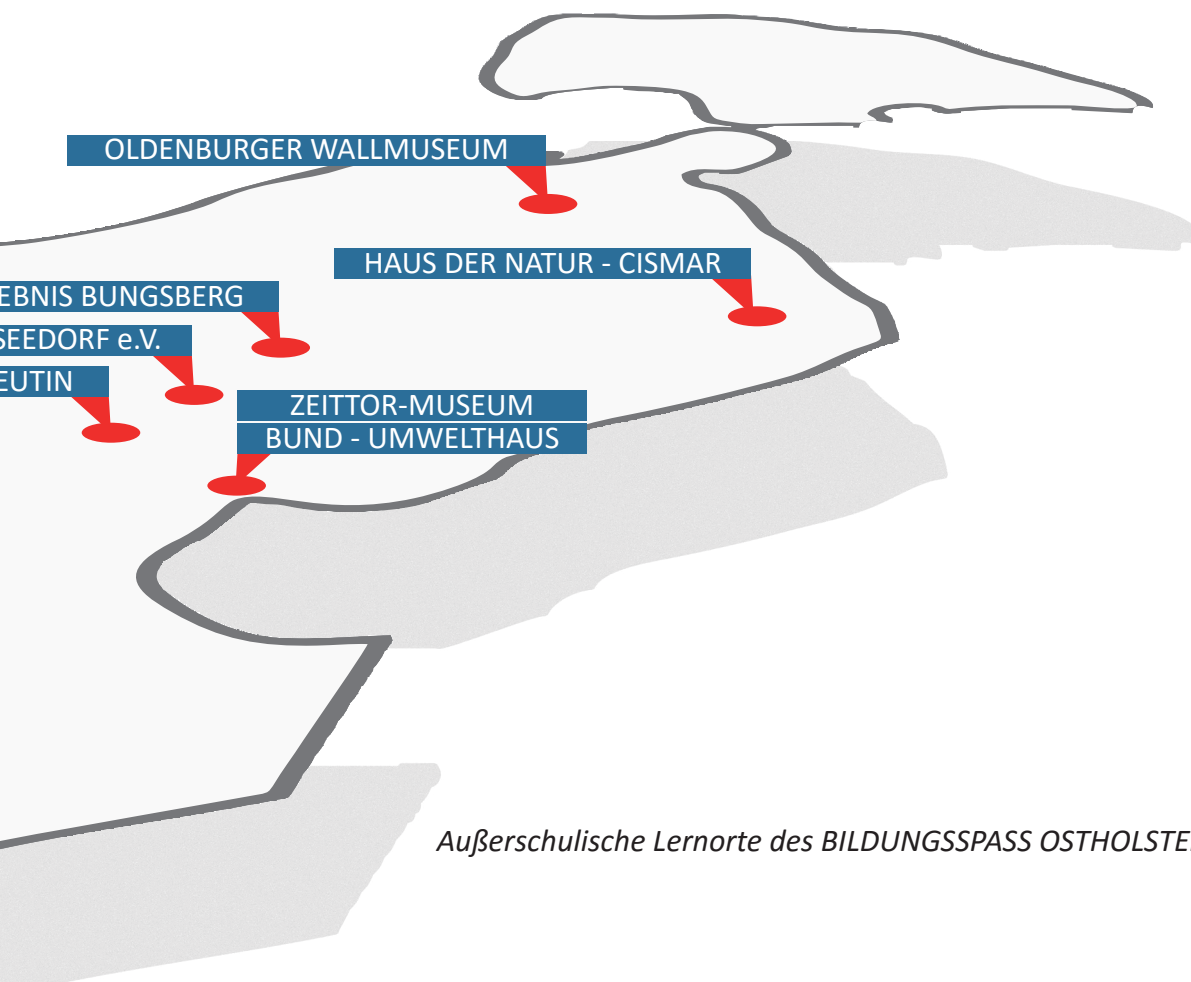 OLDENBURGER WALLMUSEUM
HAUS DER NATUR - CISMAR
EBNIS BUNGSBERG
SEEDORF e.V.
EUTIN
ZEITTOR-MUSEUM
BUND - UMWELTHAUS
Außerschulische Lernorte des BILDUNGSSPASS OSTHOLSTE